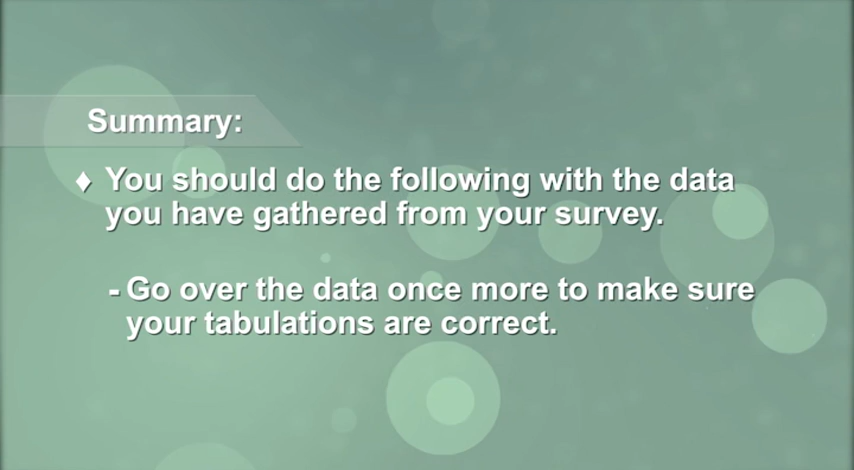 Summary:
♦ You should do the following with the data
you have gathered from your survey.
- Go over the data once more to make sure
your tabulations are correct.